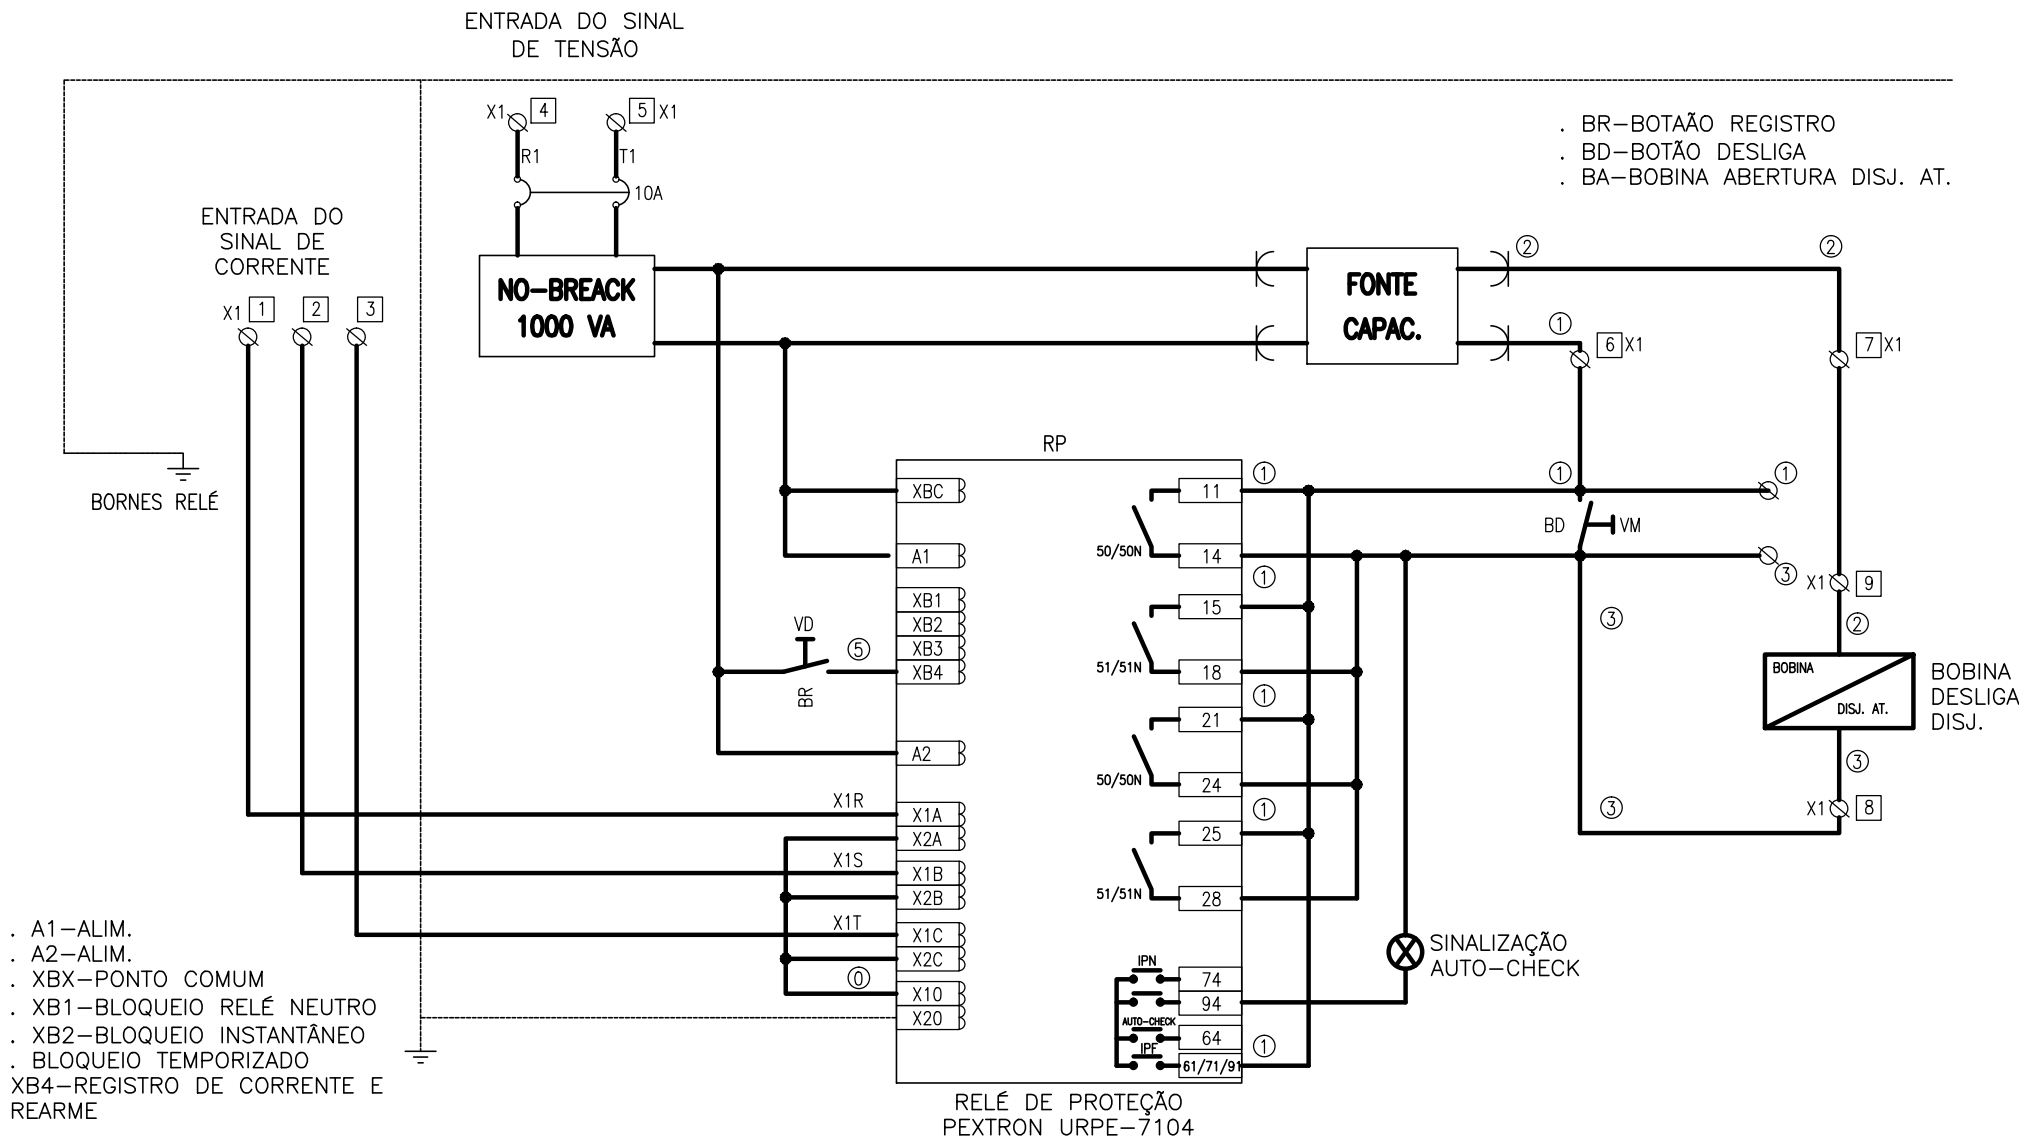 ENTRADA DO SINAL
DE TENSÃO
X1 4
5 X1
R1
T1
10A
. BR-BOTAÃO REGISTRO
. BD-BOTÃO DESLIGA
. BA-BOBINA ABERTURA DISJ. AT.
ENTRADA DO
SINAL DE
CORRENTE
X1 1 2 3
NO-BREACK
1000 VA
FONTE
CAPAC.
2
2
1
6 X1
7 X1
BORNES RELÉ
RP
XBC
A1
XB1
XB2
XB3
XB4
A2
X1A
X2A
X1B
X2B
X1C
X2C
X10
X20
VD
BR
5
X1R
X1S
X1T
0
11
50/50N
14
15
51/51N
18
21
50/50N
24
25
51/51N
28
IPN
74
94
AUTO-CHECK
64
IPF
61/71/91
1
1
1
1
1
1
1
BD
VM
3
3
3
X1 9
2
BOBINA
DISJ. AT.
BOBINA
DESLIGA
DISJ.
3
X1 8
SINALIZAÇÃO
AUTO-CHECK
. A1-ALIM.
. A2-ALIM.
. XBX-PONTO COMUM
. XB1-BLOQUEIO RELÉ NEUTRO
. XB2-BLOQUEIO INSTANTÂNEO
. BLOQUEIO TEMPORIZADO
XB4-REGISTRO DE CORRENTE E
REARME
RELÉ DE PROTEÇÃO
PEXTRON URPE-7104